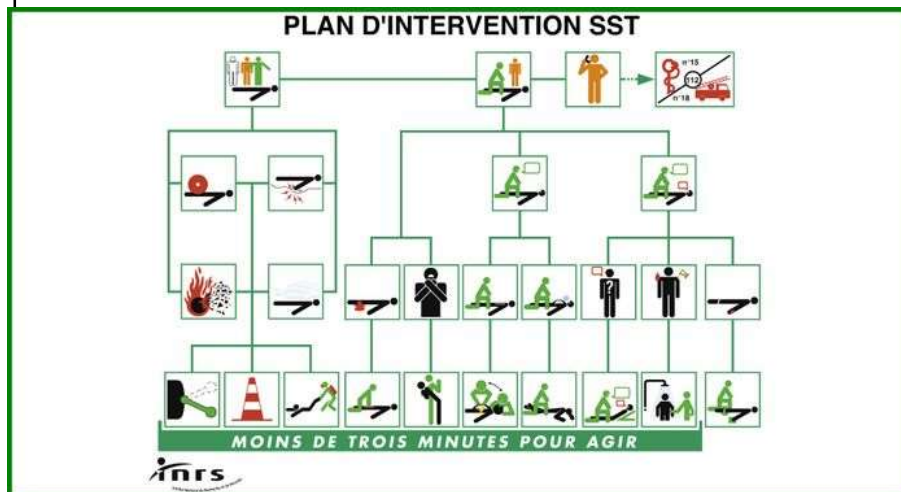 PLAN D'INTERVENTION SST
n°15
112
n°18
?
MOINS DE TROIS MINUTES POUR AGIR
inrs